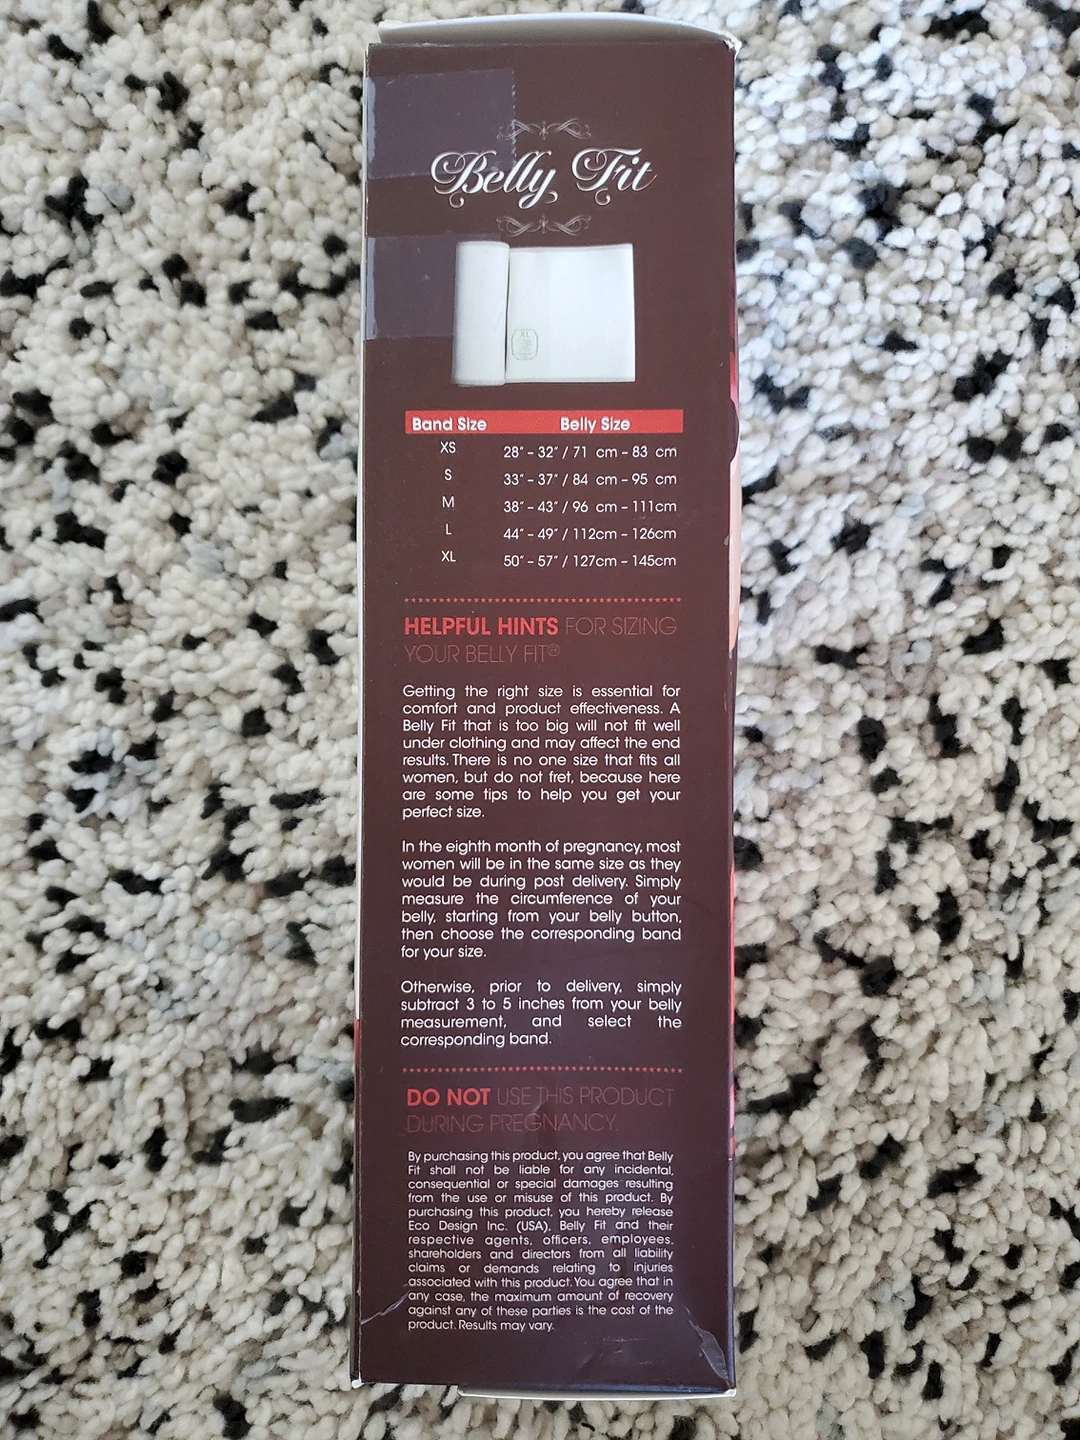 Belly Fit
XL
Band Size Belly Size
XS 28" - 32" / 71 cm - 83 cm
S 33" - 37" / 84 cm - 95 cm
M 38" - 43" / 96 cm - 111cm
L 44" - 49" / 112cm - 126cm
XL 50" - 57" / 127cm - 145cm
HELPFUL HINTS FOR SIZING
YOUR BELLY FIT®
Getting the right size is essential for
comfort and product effectiveness. A
Belly Fit that is too big will not fit well
under clothing and may affect the end
results. There is no one size that fits all
women, but do not fret, because here
are some tips to help you get your
perfect size.
In the eighth month of pregnancy, most
women will be in the same size as they
would be during post delivery. Simply
measure the circumference of your
belly, starting from your belly button,
then choose the corresponding band
for your size.
Otherwise, prior to delivery, simply
subtract 3 to 5 inches from your belly
measurement, and select the
corresponding band.
DO NOT USE THIS PRODUCT
DURING PREGNANCY.
By purchasing this product, you agree that Belly
Fit shall not be liable for any incidental,
consequential or special damages resulting
from the use or misuse of this product. By
purchasing this product, you hereby release
Eco Design Inc. (USA), Belly Fit and their
respective agents, officers, employees,
shareholders and directors from all liability
claims or demands relating to injuries
associated with this product. You agree that in
any case, the maximum amount of recovery
against any of these parties is the cost of the
product. Results may vary.